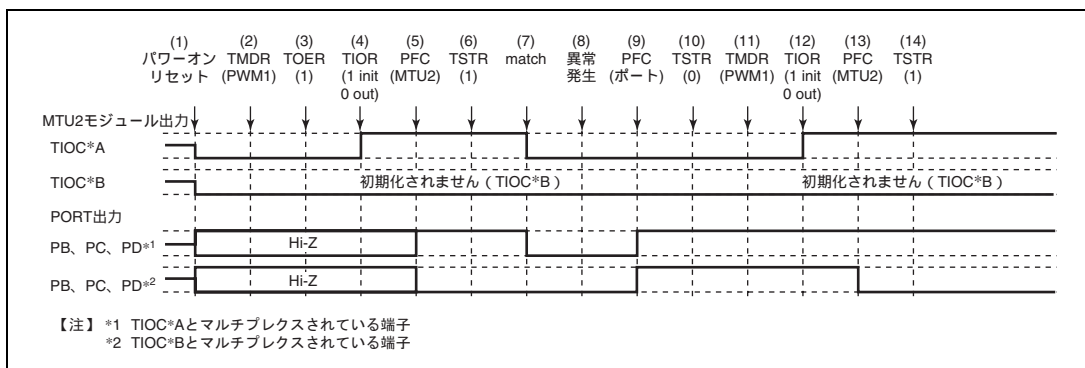 (1) (2) (3) (4) (5) (6) (7) (8) (9) (10) (11) (12) (13) (14)
パワーオン TMDR TOER TIOR PFC TSTR match 異常 PFC TSTR TMDR TIOR PFC TSTR
リセット (PWM1) (1) (1 init (MTU2) (1) 発生 (ポート) (0) (PWM1) (1 init (MTU2) (1)
0 out) 0 out)
MTU2モジュール出力
TIOC*A
TIOC*B 初期化されません(TIOC*B) 初期化されません(TIOC*B)
PORT出力
PB、PC、PD*1 Hi-Z
PB、PC、PD*2 Hi-Z
【注】 *1 TIOC*Aとマルチプレクスされている端子
*2 TIOC*Bとマルチプレクスされている端子